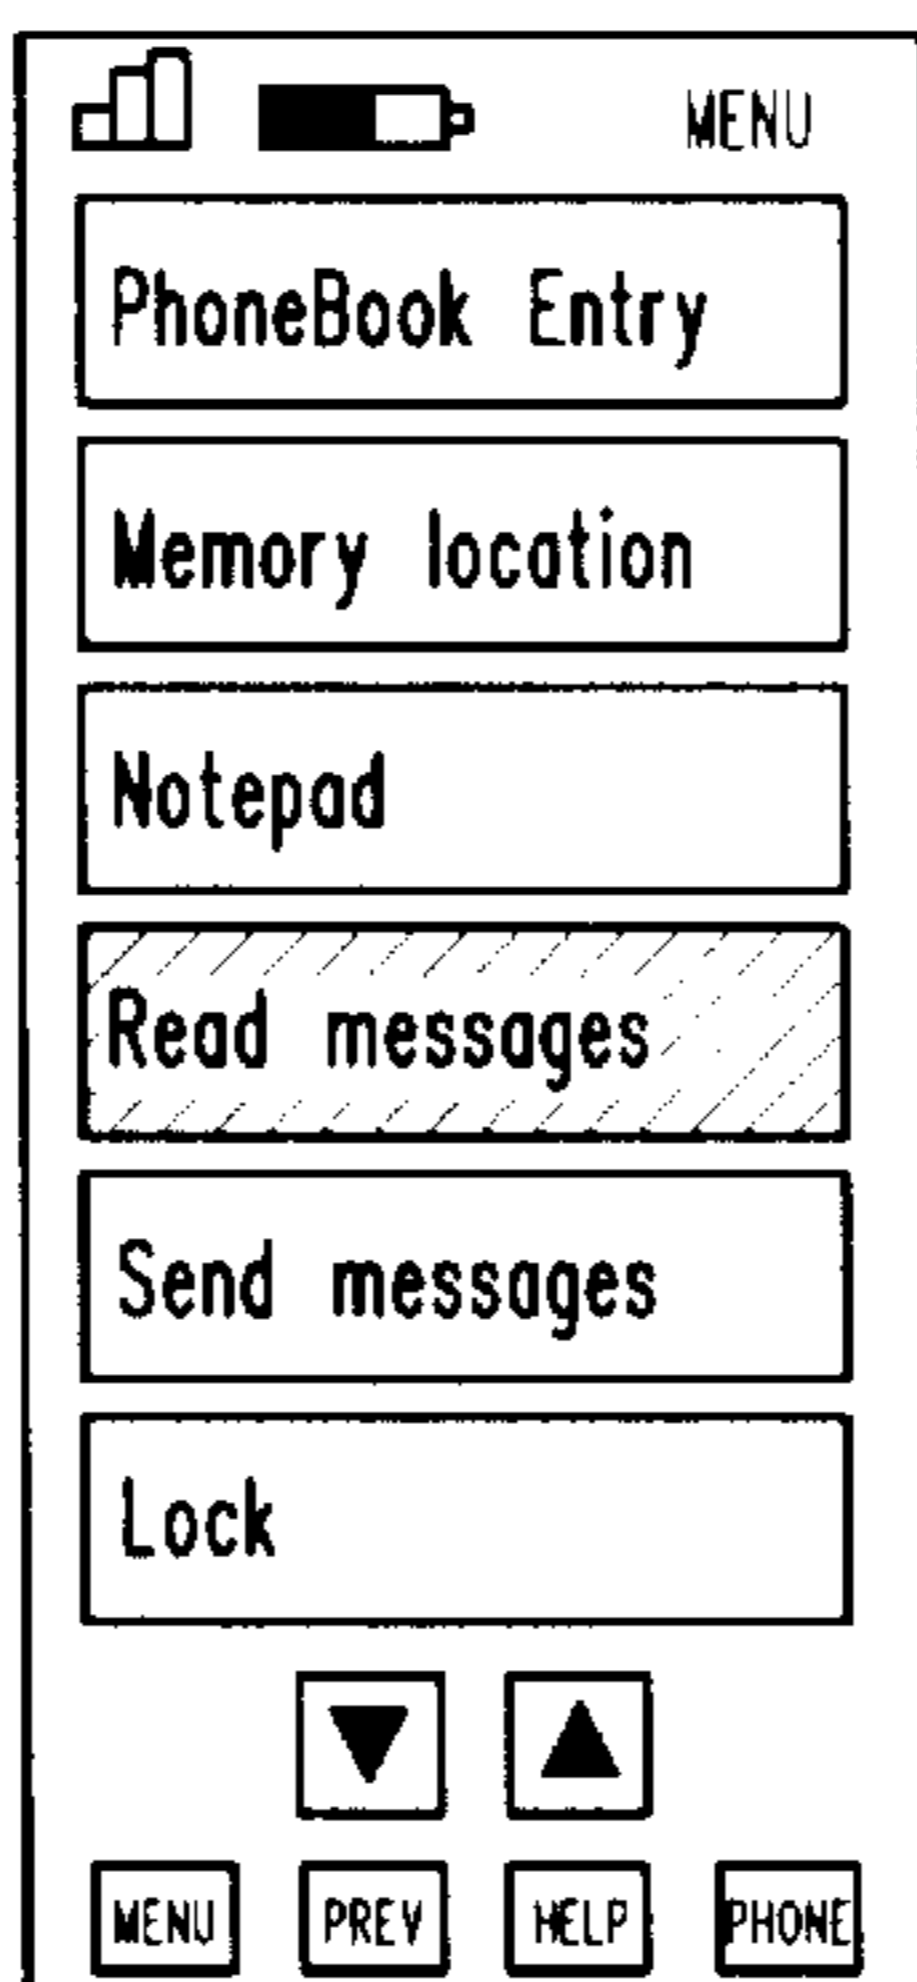 MENU
PhoneBook Entry
Memory location
Notepad
Read messages
Send messages
Lock
MENU PREV HELP PHONE